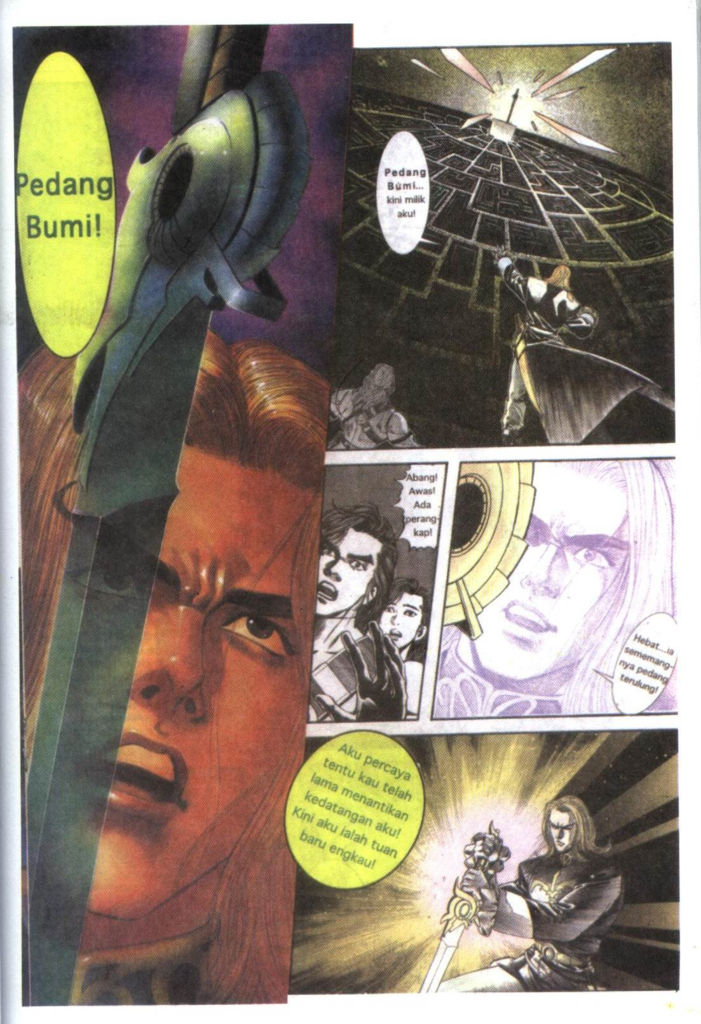 Pedang
Bumi!
Pedang
Bumi...
kini milik
aku!
Abang!
Awas!
Ada
perang-
kap!
Hebat...ia
sememang-
nya pedang
terulung!
Aku percaya
tentu kau telah
lama menantikan
kedatangan aku!
Kini aku ialah tuan
baru engkau!